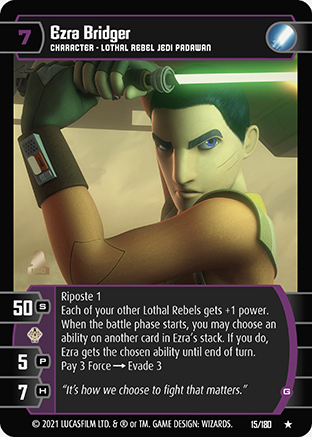 7
Ezra Bridger
CHARACTER - LOTHAL REBEL JEDI PADAWAN
50 S
5 P
7 H
Riposte 1
Each of your other Lothal Rebels gets +1 power.
When the battle phase starts, you may choose an
ability on another card in Ezra's stack. If you do,
Ezra gets the chosen ability until end of turn.
Pay 3 Force → Evade 3
"It's how we choose to fight that matters."
G
© 2021 LUCASFILM LTD. & ® or TM. GAME DESIGN: WIZARDS.
15/180 ★